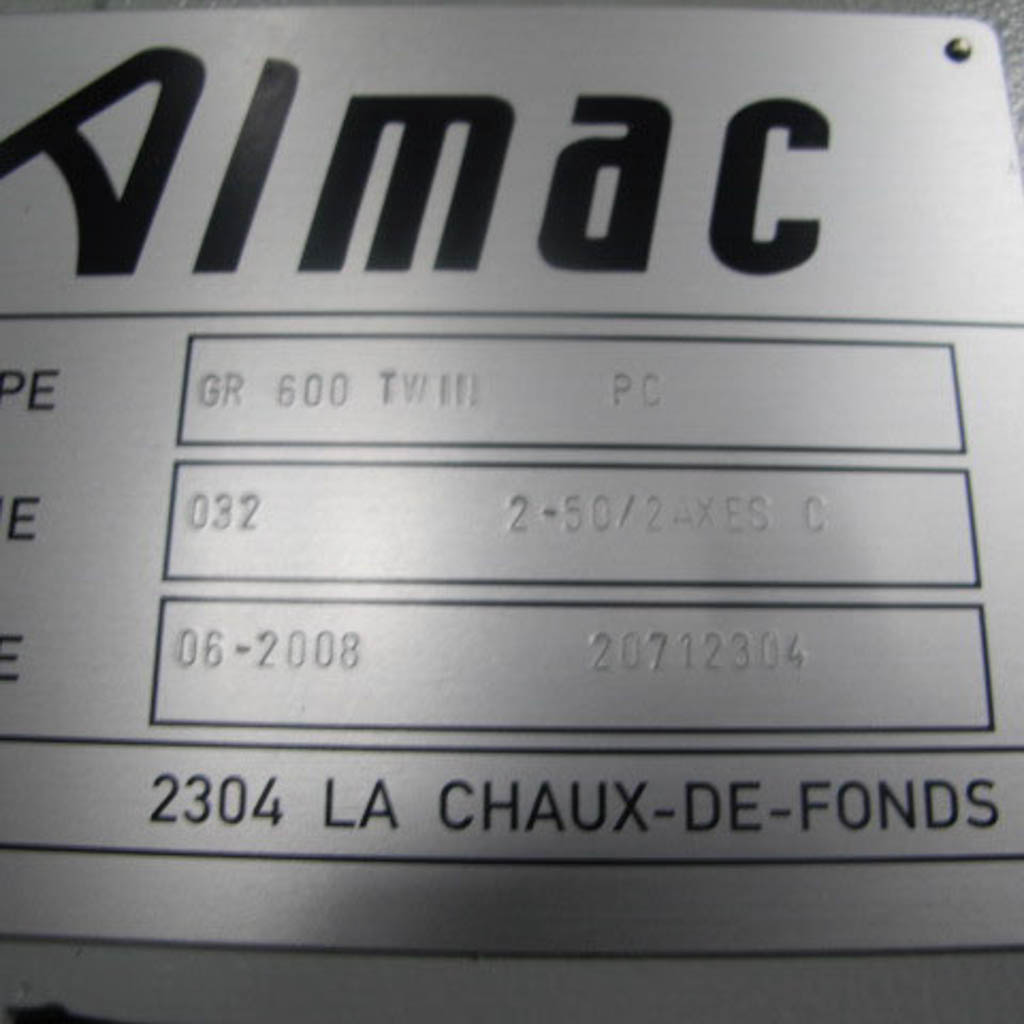 Almac
PE GR 600 TWIN PC
032 2-50/2AXES C
E 06-2008 20712304
2304 LA CHAUX-DE-FONDS